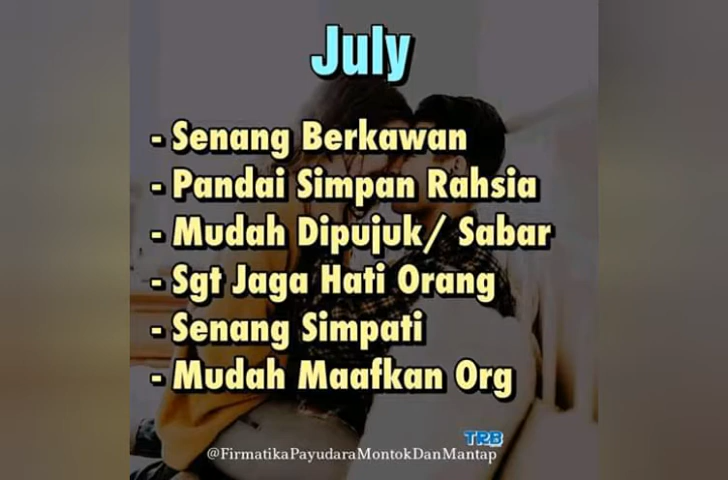 July
- Senang Berkawan
- Pandai Simpan Rahsia
- Mudah Dipujuk/ Sabar
- Sgt Jaga Hati Orang
- Senang Simpati
- Mudah Maafkan Org
TRB
@FirmatikaPayudaraMontokDanMantap